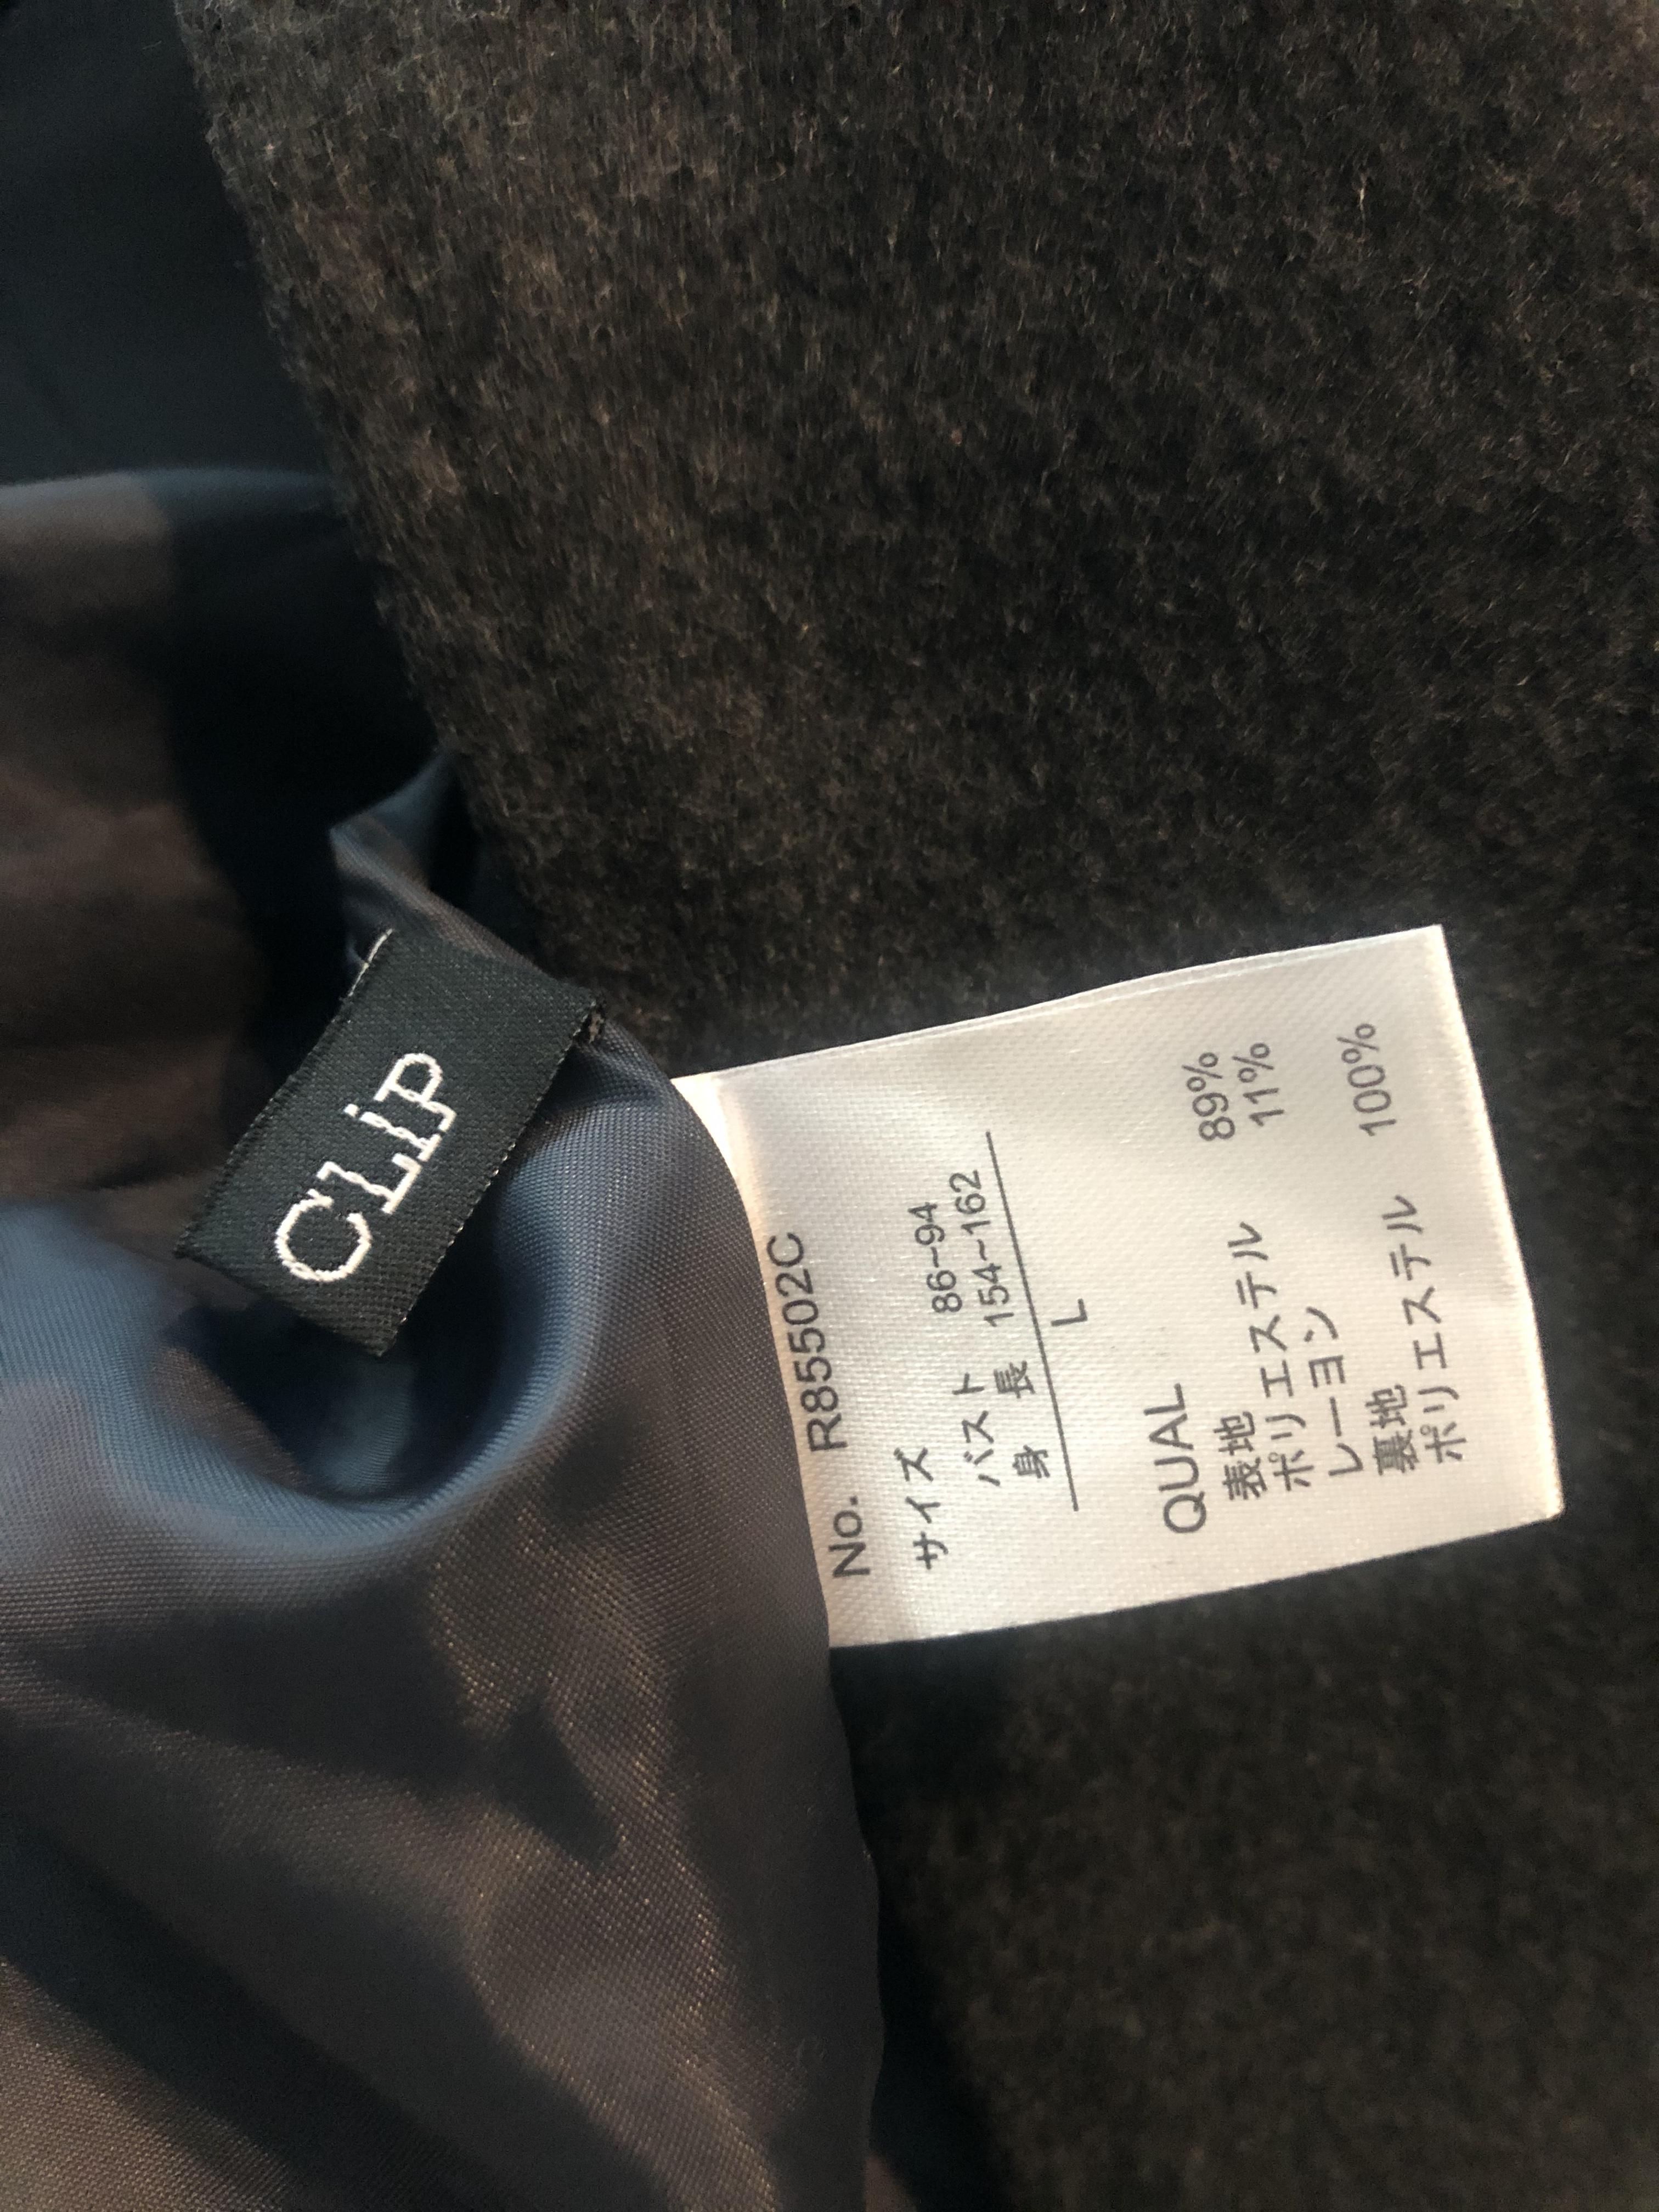 CLiP
No. R85502C
サイズ
バスト 86~94
身 長 154~162
L
QUAL
表地
ポリエステル 89%
レーヨン 11%
裏地
ポリエステル 100%